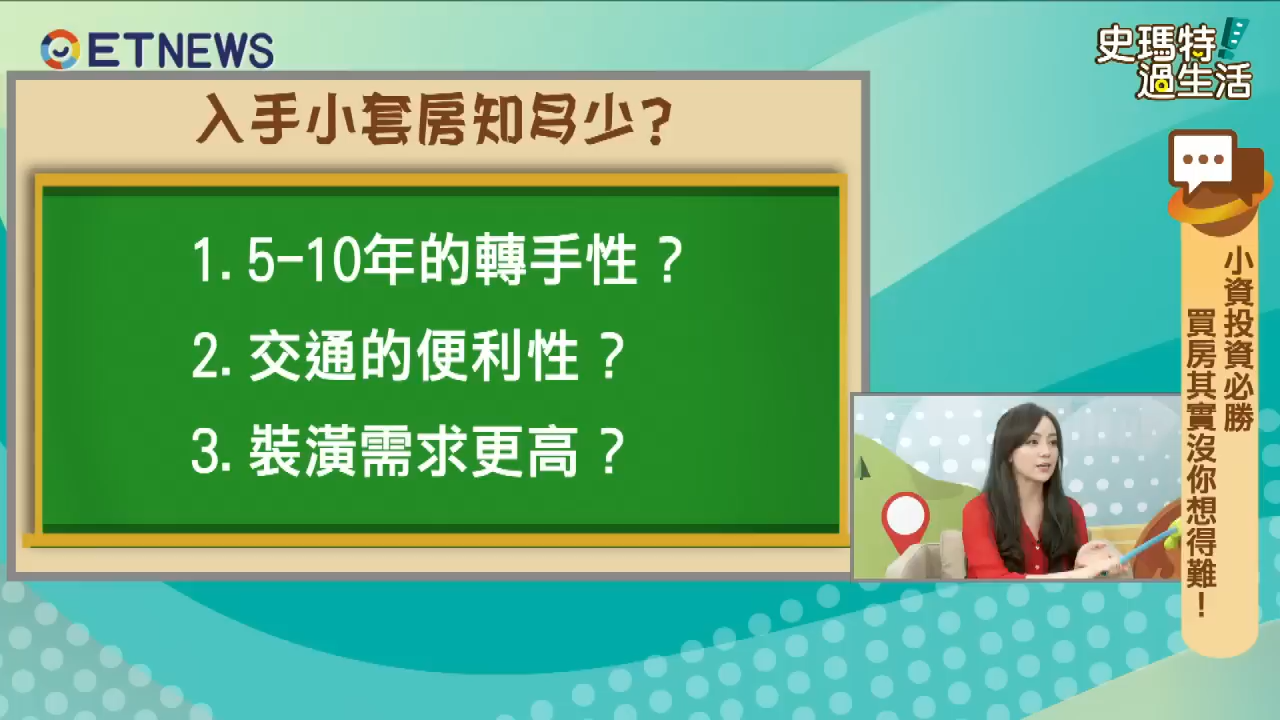 ETNEWS
史瑪特!
過生活
入手小套房知多少?
1.5-10年的轉手性？
2.交通的便利性？
3.裝潢需求更高？
小資投資必勝
買房其實沒你想得難！